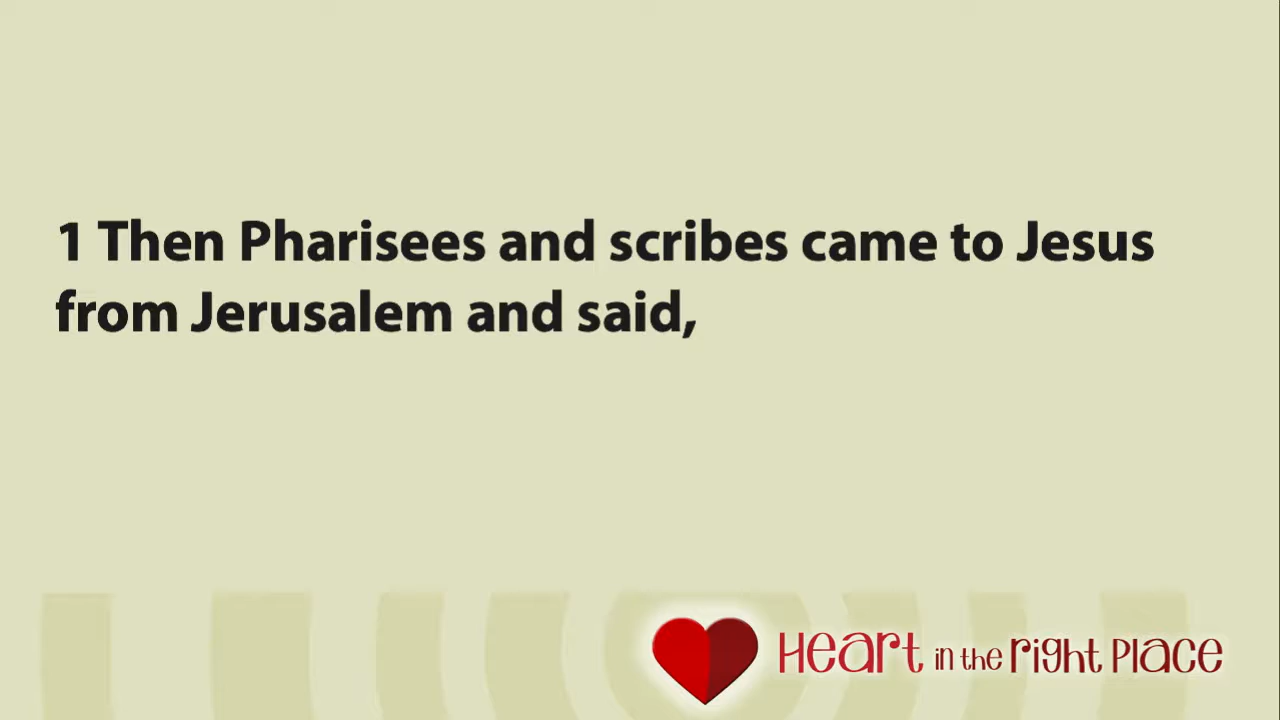 1 Then Pharisees and scribes came to Jesus
from Jerusalem and said,
Heart in the right Place